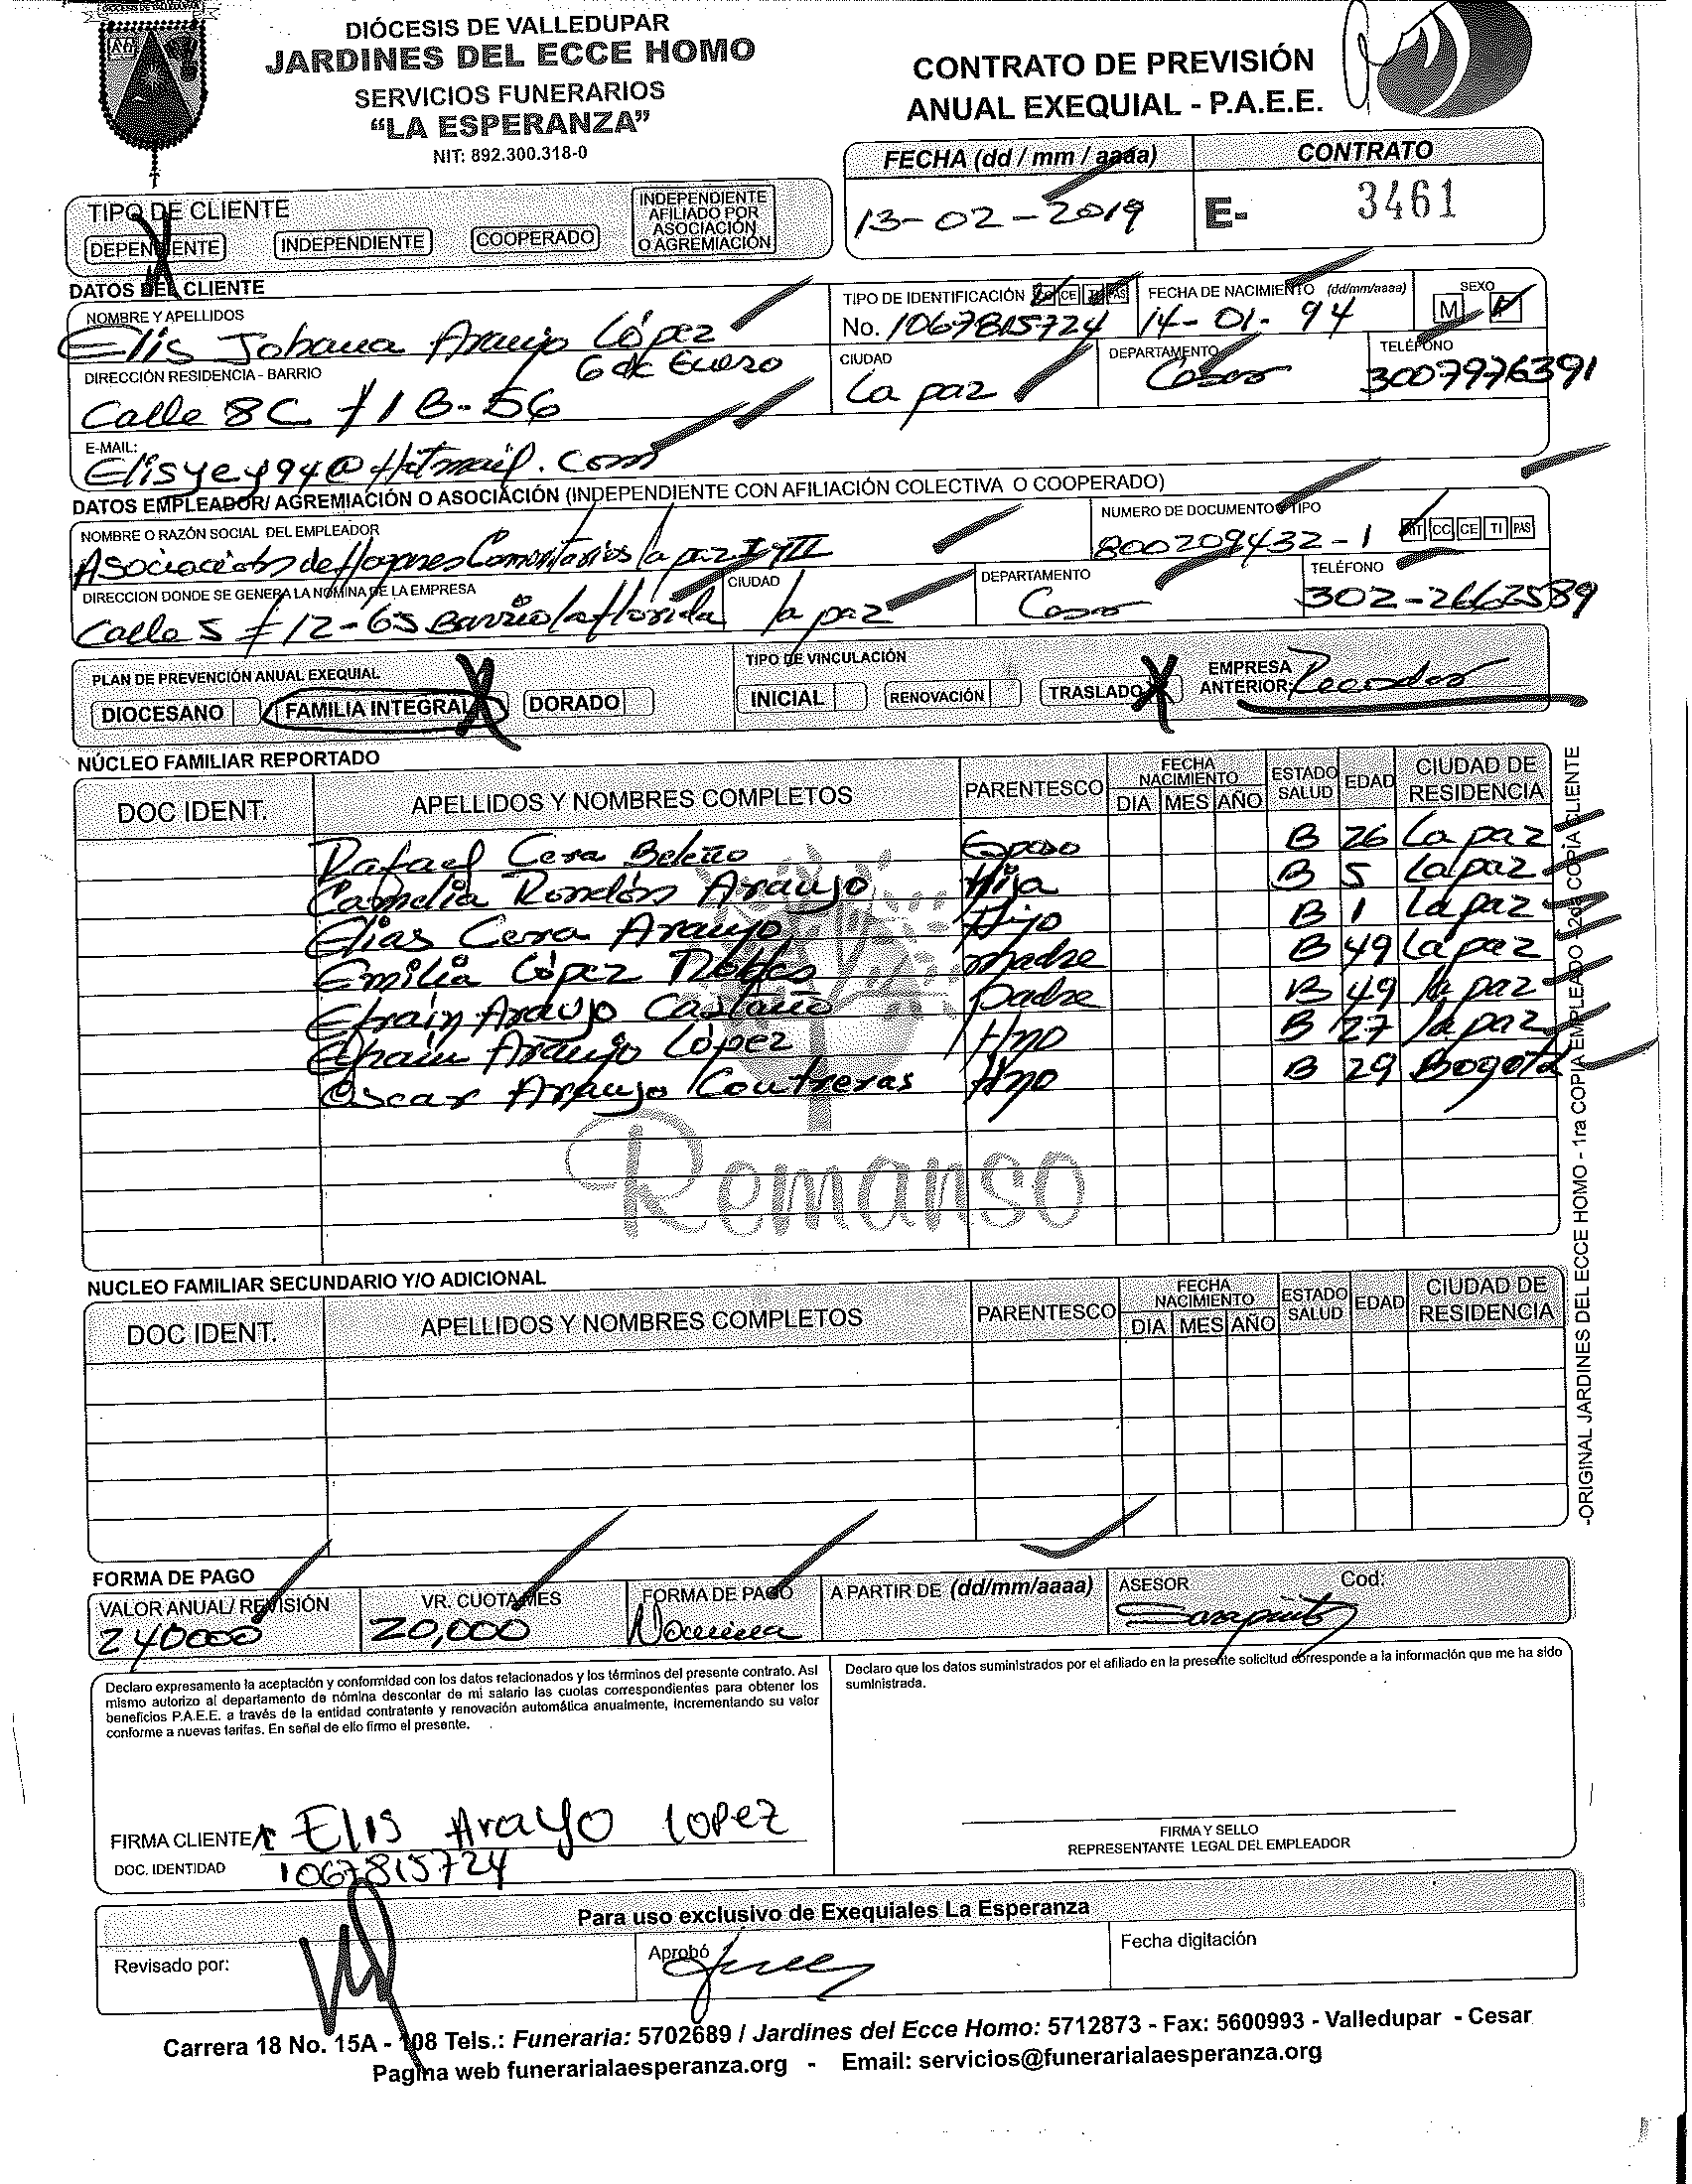 DIÓCESIS DE VALLEDUPAR
JARDINES DEL ECCE HOMO
SERVICIOS FUNERARIOS
“LA ESPERANZA”
NIT: 892.300.318-0
CONTRATO DE PREVISIÓN
ANUAL EXEQUIAL - P.A.E.E.
FECHA (dd / mm / aaaa) CONTRATO
13-02-2019 E- 3461
TIPO DE CLIENTE
DEPENDIENTE INDEPENDIENTE COOPERADO INDEPENDIENTE AFILIADO POR ASOCIACIÓN O AGREMIACIÓN
DATOS DEL CLIENTE
NOMBRE Y APELLIDOS TIPO DE IDENTIFICACIÓN CE PAS FECHA DE NACIMIENTO (dd/mm/aaaa) SEXO
Elis Johana Araujo López No. 1067815724 14-01-94 M F
DIRECCIÓN RESIDENCIA - BARRIO 6 de Enero CIUDAD DEPARTAMENTO TELÉFONO
Calle 8C # 1B-56 La paz Cesar 3007976391
E-MAIL:
Elisyey94@Hotmail.com
DATOS EMPLEADOR/ AGREMIACIÓN O ASOCIACIÓN (INDEPENDIENTE CON AFILIACIÓN COLECTIVA O COOPERADO)
NOMBRE O RAZÓN SOCIAL DEL EMPLEADOR NUMERO DE DOCUMENTO Y TIPO
Asociación de Hogares Comunitarios la paz I y III 800209432-1 NIT CC CE TI PAS
DIRECCION DONDE SE GENERA LA NÓMINA DE LA EMPRESA CIUDAD DEPARTAMENTO TELÉFONO
Calle 5 # 12-65 Barrio la florida la paz Cesar 302-2662589
PLAN DE PREVENCIÓN ANUAL EXEQUIAL TIPO DE VINCULACIÓN
DIOCESANO FAMILIA INTEGRAL DORADO INICIAL RENOVACIÓN TRASLADO EMPRESA ANTERIOR:
NÚCLEO FAMILIAR REPORTADO
DOC IDENT. APELLIDOS Y NOMBRES COMPLETOS PARENTESCO FECHA NACIMIENTO DIA MES AÑO ESTADO SALUD EDAD CIUDAD DE RESIDENCIA
Rafael Cera Beleño Esposo B 26 La paz
Camelia Rondón Araujo Hija B 5 La paz
Elias Cera Araujo Hijo B 1 La paz
Emilia López Madre B 49 La paz
Efraín Araujo Castaño padre B 49 la paz
Efrain Araujo López Hno B 27 la paz
Oscar Araujo Contreras Hno B 29 Bogotá
Romanso
NUCLEO FAMILIAR SECUNDARIO Y/O ADICIONAL
DOC IDENT. APELLIDOS Y NOMBRES COMPLETOS PARENTESCO FECHA NACIMIENTO DIA MES AÑO ESTADO SALUD EDAD CIUDAD DE RESIDENCIA
-ORIGINAL JARDINES DEL ECCE HOMO - 1ra COPIA EMPLEADO - 2da COPIA CLIENTE
FORMA DE PAGO
VALOR ANUAL/ REVISIÓN VR. CUOTA MES FORMA DE PAGO A PARTIR DE (dd/mm/aaaa) ASESOR Cod:
240000 20,000 Nomina
Declaro expresamente la aceptación y conformidad con los datos relacionados y los términos del presente contrato. Así
mismo autorizo al departamento de nómina descontar de mi salario las cuotas correspondientes para obtener los
beneficios P.A.E.E. a través de la entidad contratante y renovación automática anualmente, incrementando su valor
conforme a nuevas tarifas. En señal de ello firmo el presente.
Declaro que los datos suministrados por el afiliado en la presente solicitud corresponde a la información que me ha sido
suministrada.
FIRMA CLIENTE Elis Araujo lopez
DOC. IDENTIDAD 1067815724
FIRMA Y SELLO
REPRESENTANTE LEGAL DEL EMPLEADOR
Para uso exclusivo de Exequiales La Esperanza
Revisado por: Aprobó Fecha digitación
Carrera 18 No. 15A - 108 Tels.: Funeraria: 5702689 / Jardines del Ecce Homo: 5712873 - Fax: 5600993 - Valledupar - Cesar
Pagina web funerarialaesperanza.org - Email: servicios@funerarialaesperanza.org